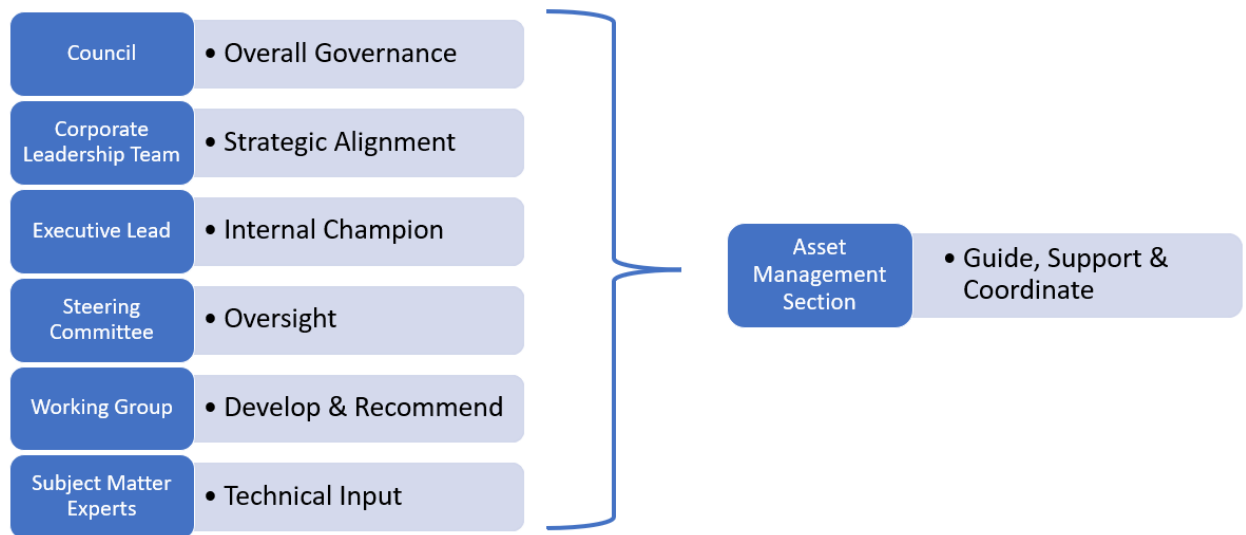 Council
• Overall Governance
Corporate
Leadership Team
• Strategic Alignment
Executive Lead
• Internal Champion
Steering
Committee
• Oversight
Working Group
• Develop & Recommend
Subject Matter
Experts
• Technical Input
Asset
Management
Section
• Guide, Support &
Coordinate